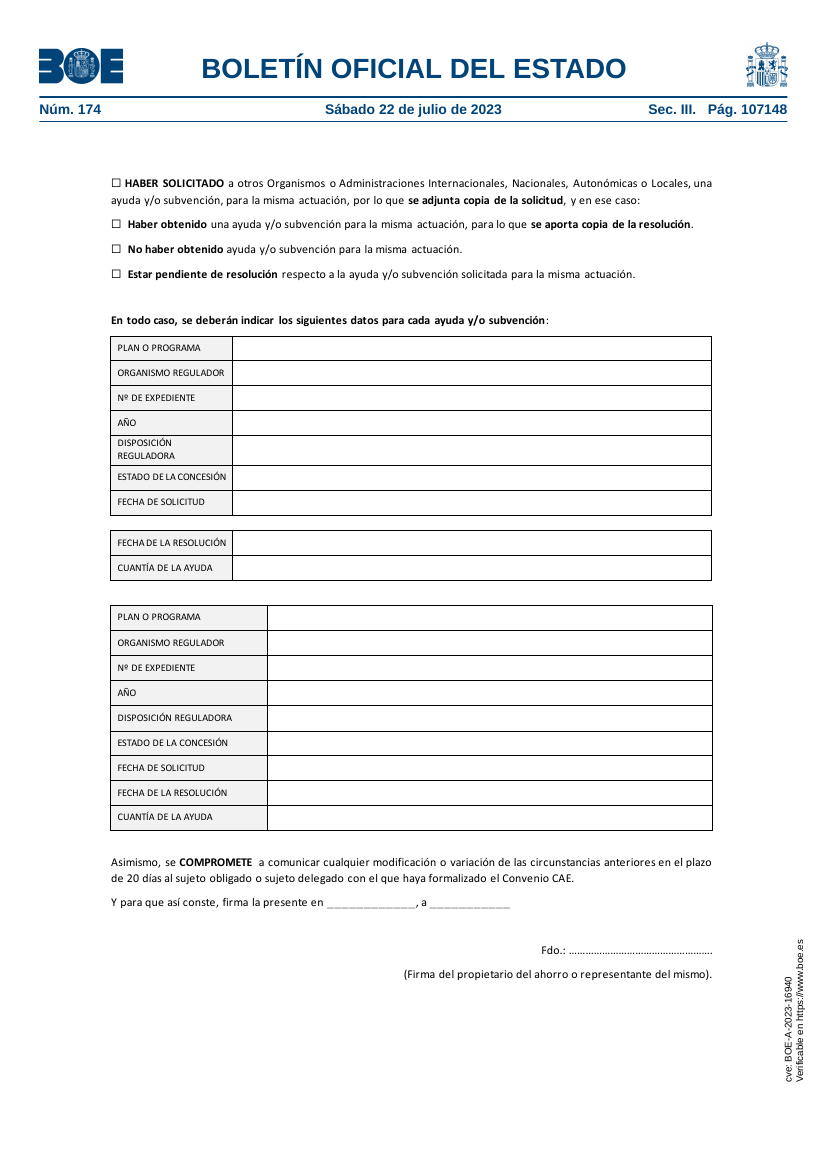 BOE
BOLETÍN OFICIAL DEL ESTADO
Núm. 174
Sábado 22 de julio de 2023
Sec. III. Pág. 107148
☐ HABER SOLICITADO a otros Organismos o Administraciones Internacionales, Nacionales, Autonómicas o Locales, una
ayuda y/o subvención, para la misma actuación, por lo que se adjunta copia de la solicitud, y en ese caso:
☐ Haber obtenido una ayuda y/o subvención para la misma actuación, para lo que se aporta copia de la resolución.
☐ No haber obtenido ayuda y/o subvención para la misma actuación.
☐ Estar pendiente de resolución respecto a la ayuda y/o subvención solicitada para la misma actuación.
En todo caso, se deberán indicar los siguientes datos para cada ayuda y/o subvención:
PLAN O PROGRAMA
ORGANISMO REGULADOR
Nº DE EXPEDIENTE
AÑO
DISPOSICIÓN
REGULADORA
ESTADO DE LA CONCESIÓN
FECHA DE SOLICITUD
FECHA DE LA RESOLUCIÓN
CUANTÍA DE LA AYUDA
PLAN O PROGRAMA
ORGANISMO REGULADOR
Nº DE EXPEDIENTE
AÑO
DISPOSICIÓN REGULADORA
ESTADO DE LA CONCESIÓN
FECHA DE SOLICITUD
FECHA DE LA RESOLUCIÓN
CUANTÍA DE LA AYUDA
Asimismo, se COMPROMETE a comunicar cualquier modificación o variación de las circunstancias anteriores en el plazo
de 20 días al sujeto obligado o sujeto delegado con el que haya formalizado el Convenio CAE.
Y para que así conste, firma la presente en _____________, a ____________
Fdo.: ………………………………………………….
(Firma del propietario del ahorro o representante del mismo).
cve: BOE-A-2023-16940
Verificable en https://www.boe.es